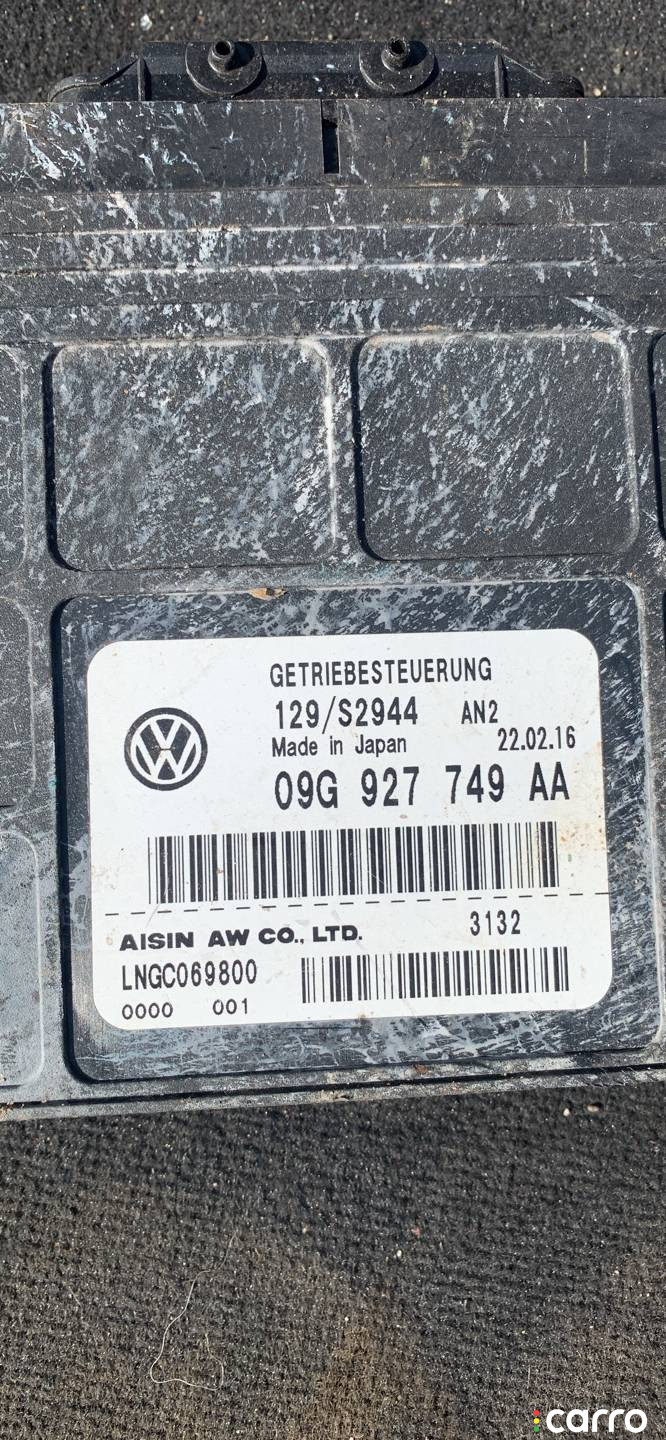 GETRIEBESTEUERUNG
129/S2944 AN2
Made in Japan 22.02.16
09G 927 749 AA
AISIN AW CO., LTD. 3132
LNGC069800
0000 001
carro